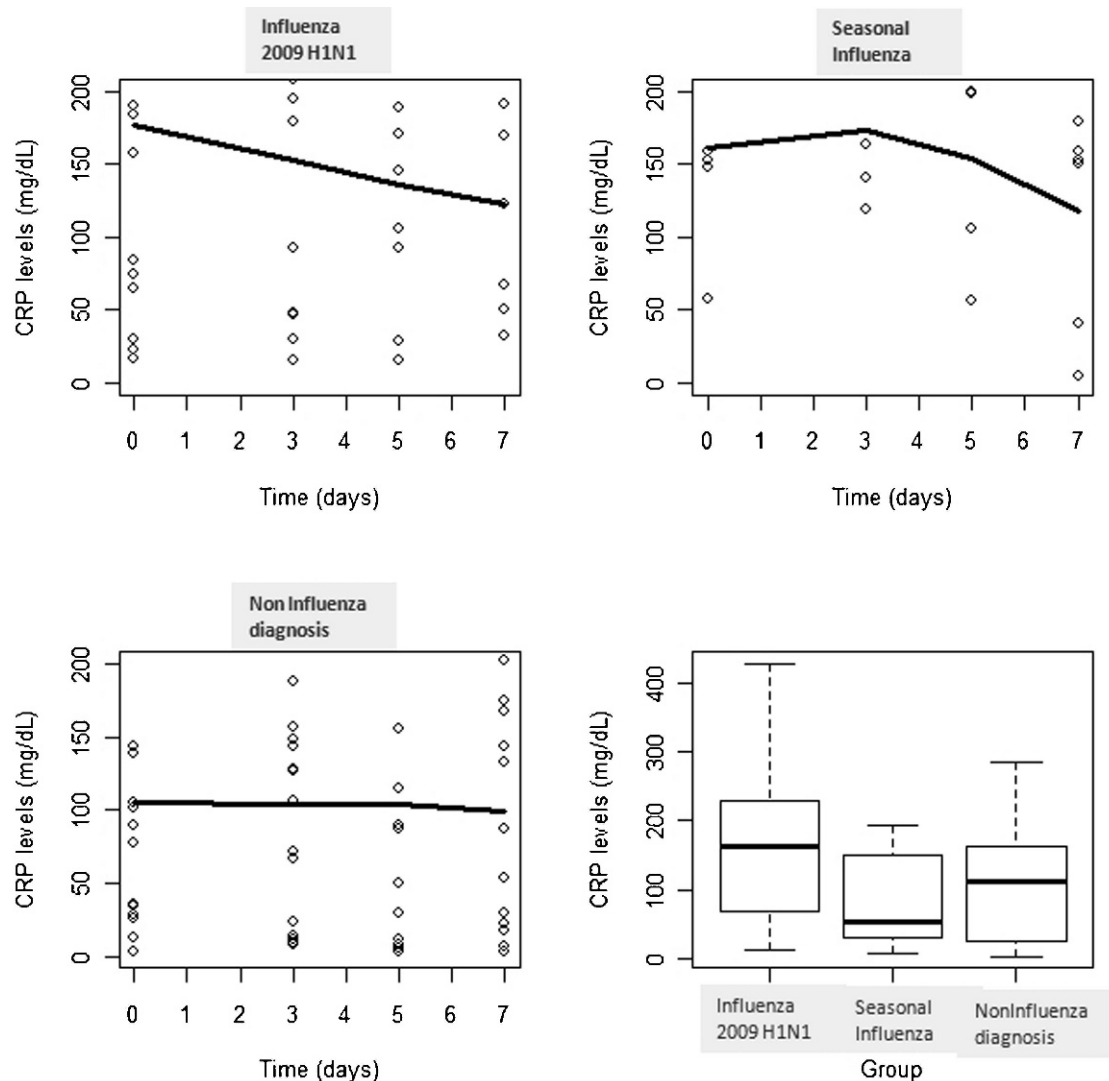 Influenza
2009 H1N1
CRP levels (mg/dL)
200
150
100
50
0
0 1 2 3 4 5 6 7
Time (days)
Seasonal
Influenza
CRP levels (mg/dL)
200
150
100
50
0
0 1 2 3 4 5 6 7
Time (days)
Non Influenza
diagnosis
CRP levels (mg/dL)
200
150
100
50
0
0 1 2 3 4 5 6 7
Time (days)
CRP levels (mg/dL)
400
300
200
100
0
Influenza
2009 H1N1
Seasonal
Influenza
NonInfluenza
diagnosis
Group